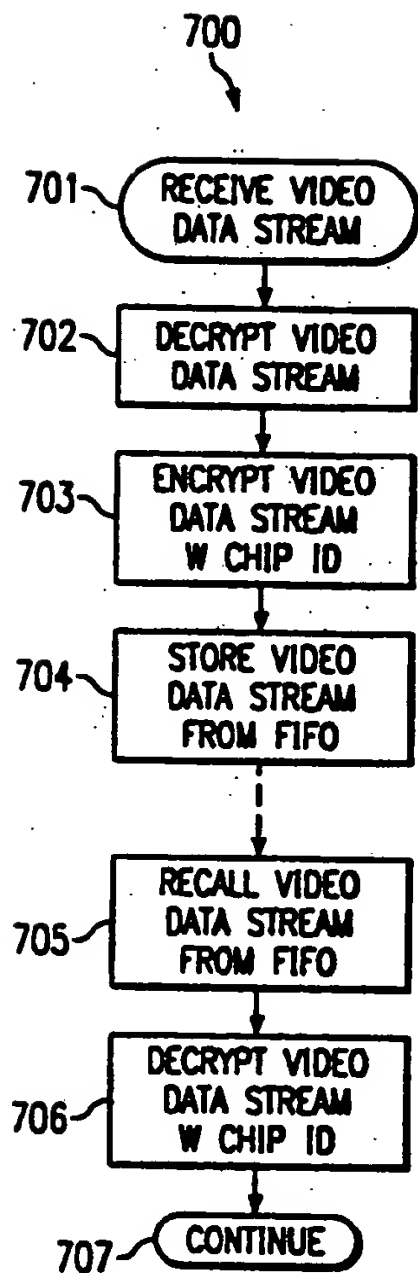 700
701
RECEIVE VIDEO
DATA STREAM
702
DECRYPT VIDEO
DATA STREAM
703
ENCRYPT VIDEO
DATA STREAM
W CHIP ID
704
STORE VIDEO
DATA STREAM
FROM FIFO
705
RECALL VIDEO
DATA STREAM
FROM FIFO
706
DECRYPT VIDEO
DATA STREAM
W CHIP ID
707
CONTINUE